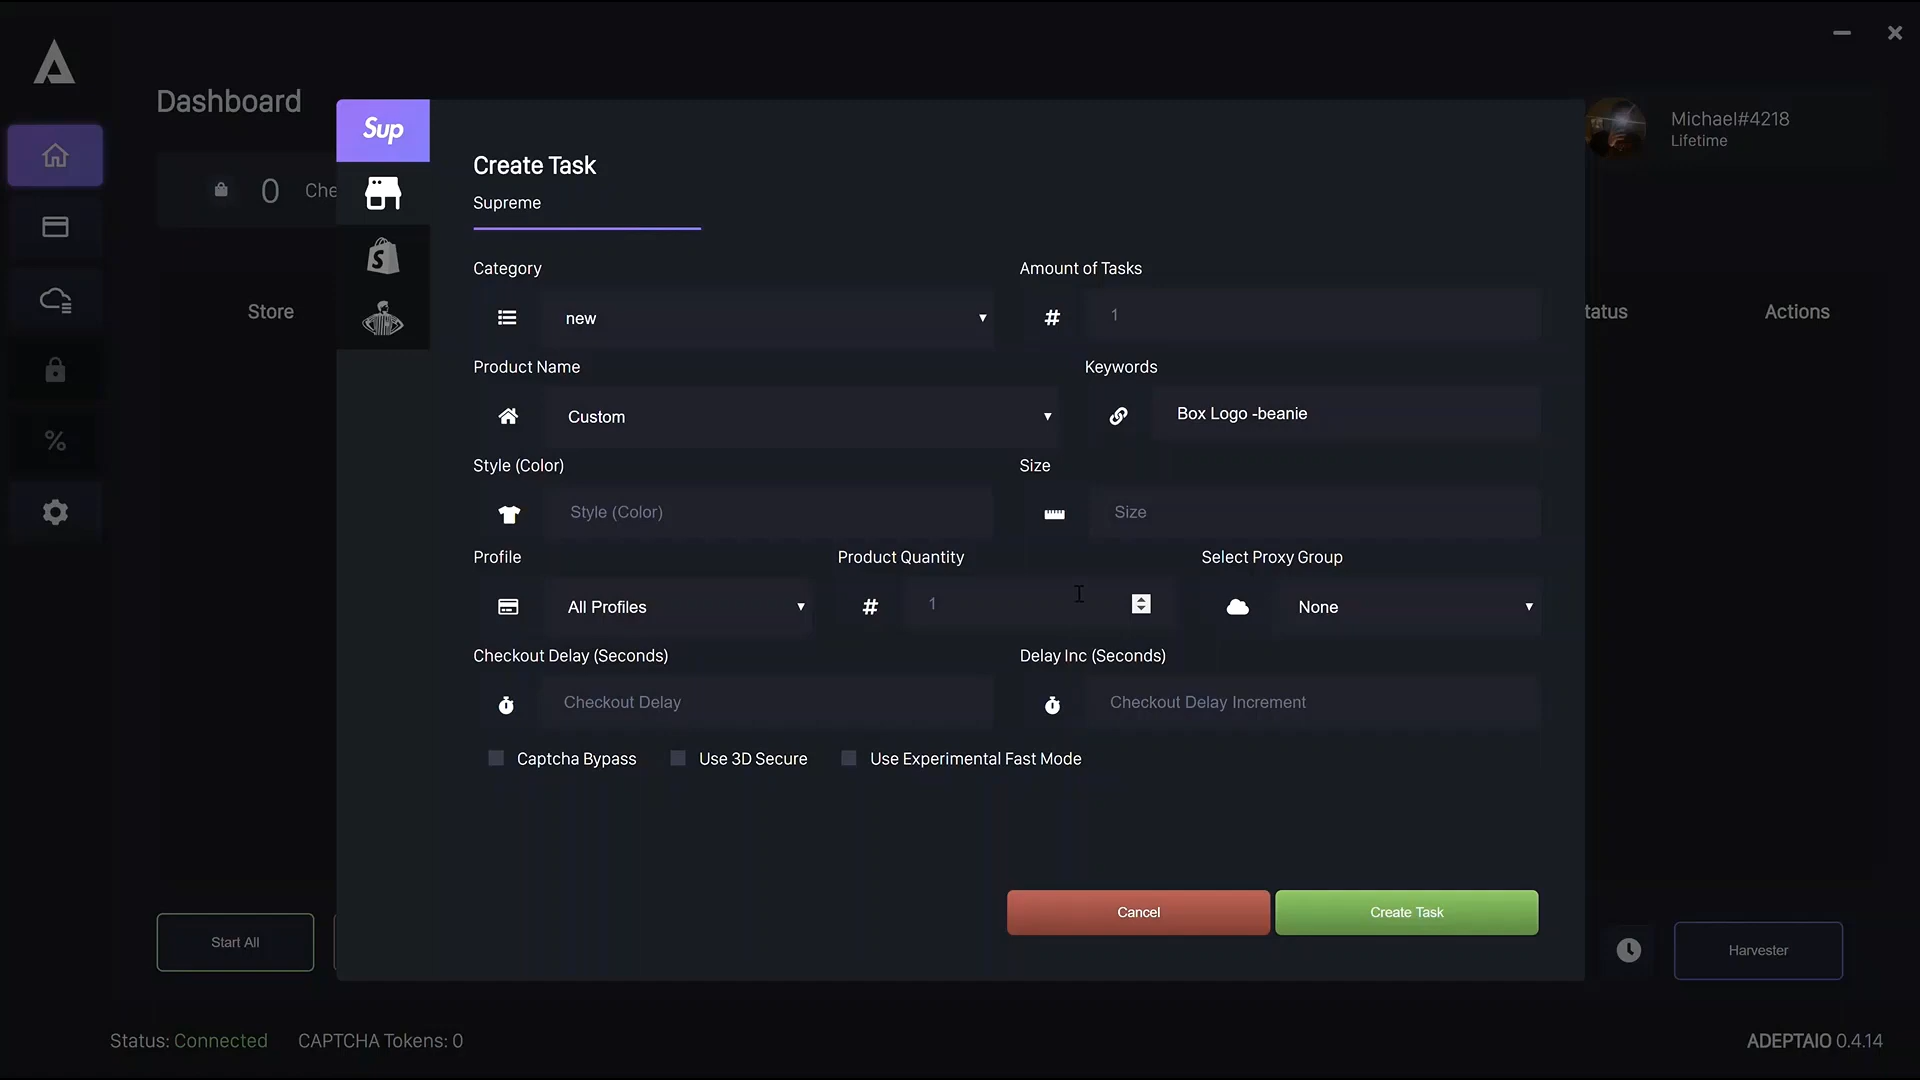 Dashboard
Sup
Michael#4218
Lifetime
Create Task
Supreme
0 Che
Category
Amount of Tasks
Store
new
1
tatus
Actions
Product Name
Keywords
Custom
Box Logo -beanie
Style (Color)
Size
Style (Color)
Size
Profile
Product Quantity
Select Proxy Group
All Profiles
1
None
Checkout Delay (Seconds)
Delay Inc (Seconds)
Checkout Delay
Checkout Delay Increment
Captcha Bypass
Use 3D Secure
Use Experimental Fast Mode
Cancel
Create Task
Start All
Harvester
Status: Connected
CAPTCHA Tokens: 0
ADEPTAIO 0.4.14